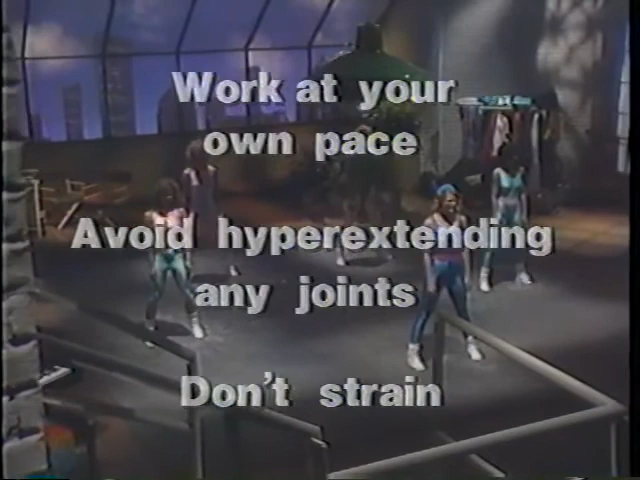 Work at your
own pace
Avoid hyperextending
any joints
Don't strain